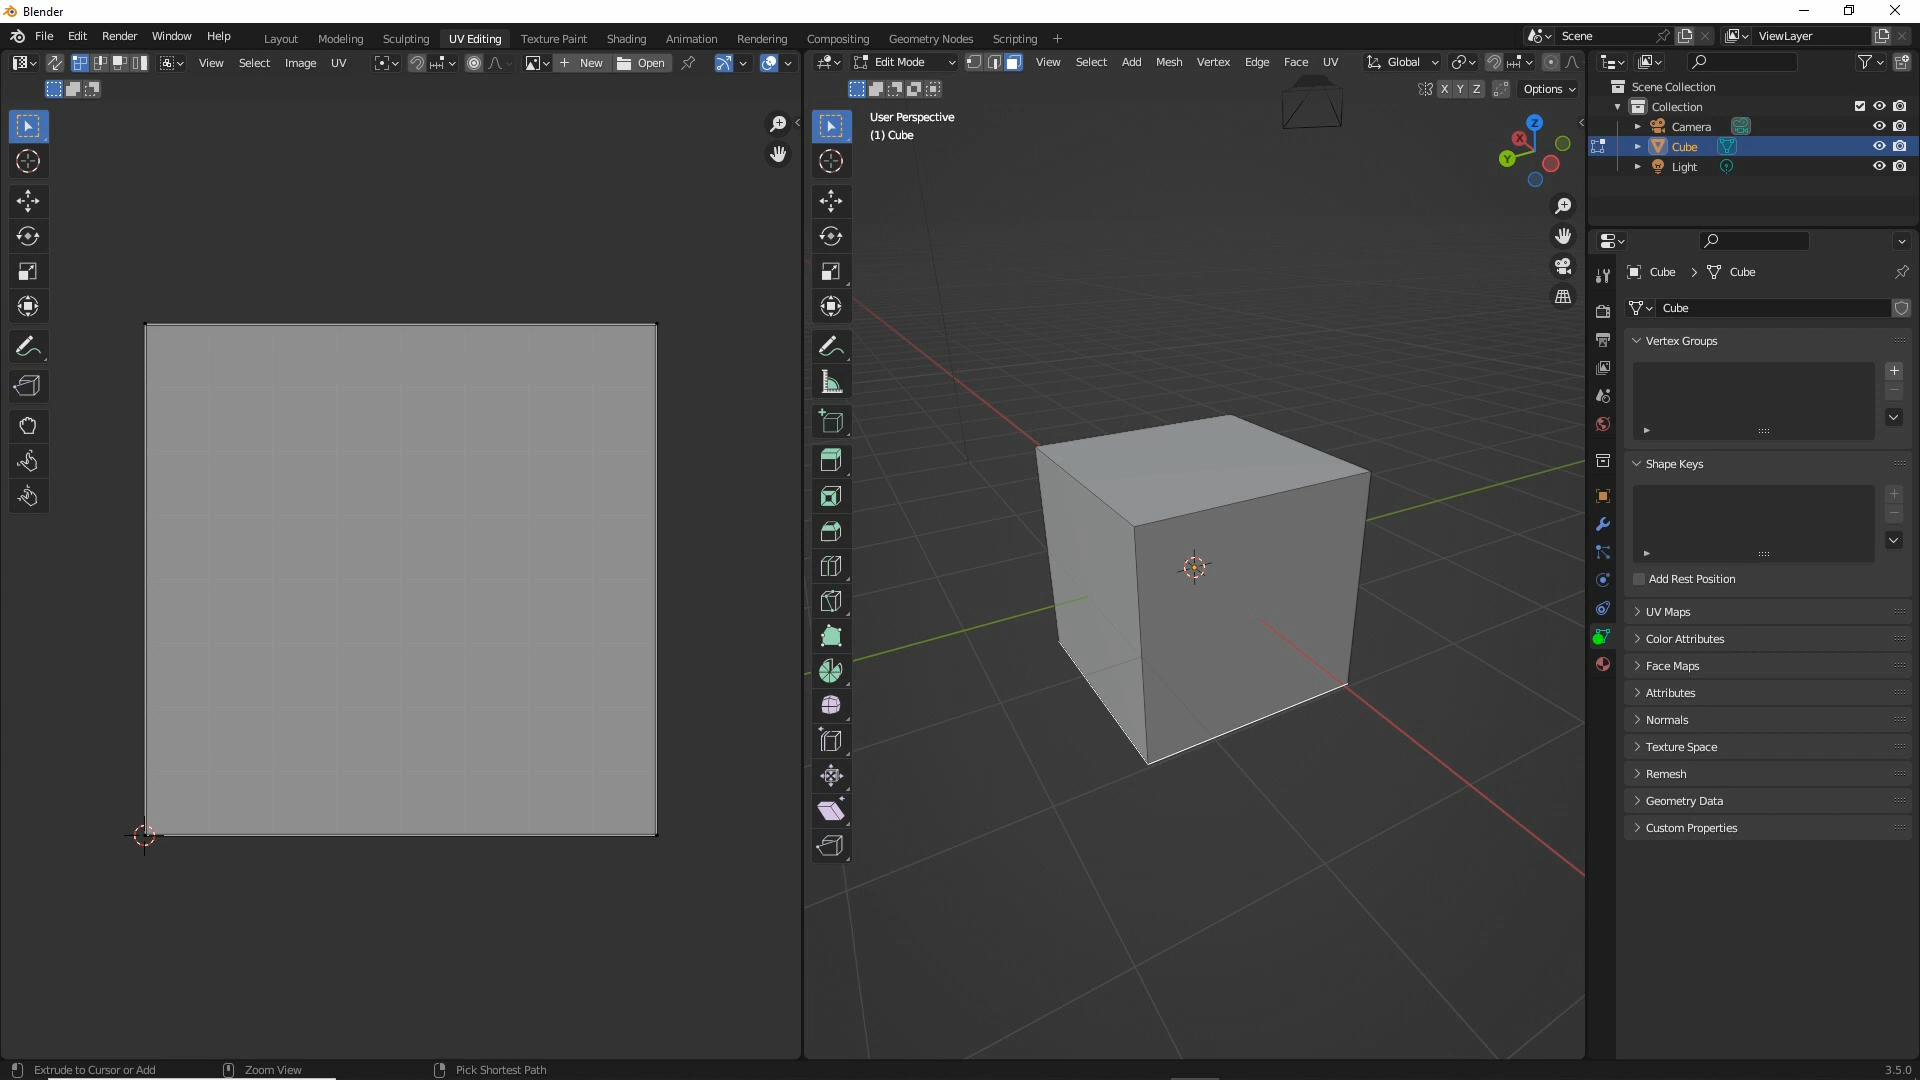 Blender
File Edit Render Window Help Layout Modeling Sculpting UV Editing Texture Paint Shading Animation Rendering Compositing Geometry Nodes Scripting + Scene ViewLayer
View Select Image UV New Open
Edit Mode View Select Add Mesh Vertex Edge Face UV Global
X Y Z Options
User Perspective
(1) Cube
Z
X
Y
Scene Collection
Collection
Camera
Cube
Light
Cube > Cube
Cube
Vertex Groups
Shape Keys
Add Rest Position
UV Maps
Color Attributes
Face Maps
Attributes
Normals
Texture Space
Remesh
Geometry Data
Custom Properties
Extrude to Cursor or Add Zoom View Pick Shortest Path 3.5.0